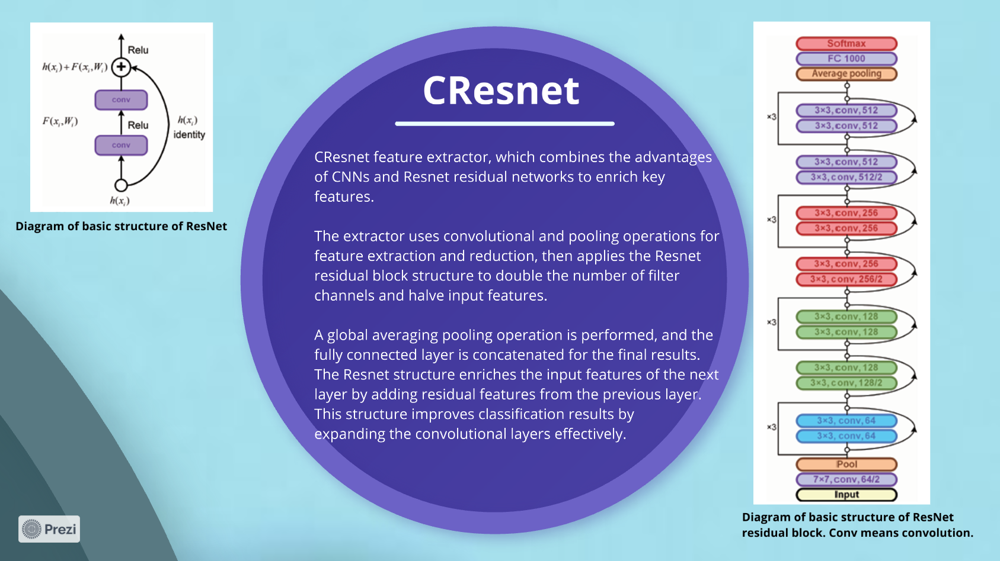 Relu
h(xᵢ)+F(xᵢ,Wᵢ)
+
conv
F(xᵢ,Wᵢ)
Relu
h(xᵢ)
identity
conv
h(xᵢ)
Diagram of basic structure of ResNet
CResnet
CResnet feature extractor, which combines the advantages
of CNNs and Resnet residual networks to enrich key
features.
The extractor uses convolutional and pooling operations for
feature extraction and reduction, then applies the Resnet
residual block structure to double the number of filter
channels and halve input features.
A global averaging pooling operation is performed, and the
fully connected layer is concatenated for the final results.
The Resnet structure enriches the input features of the next
layer by adding residual features from the previous layer.
This structure improves classification results by
expanding the convolutional layers effectively.
Softmax
FC 1000
Average pooling
×3
3×3,conv,512
3×3,conv,512
3×3,conv,512
3×3,conv,512/2
×3
3×3,conv,256
3×3,conv,256
3×3,conv,256
3×3,conv,256/2
×3
3×3,conv,128
3×3,conv,128
3×3,conv,128
3×3,conv,128/2
×3
3×3, conv,64
3×3, conv,64
Pool
7×7,conv,64/2
Input
Diagram of basic structure of ResNet
residual block. Conv means convolution.
Prezi